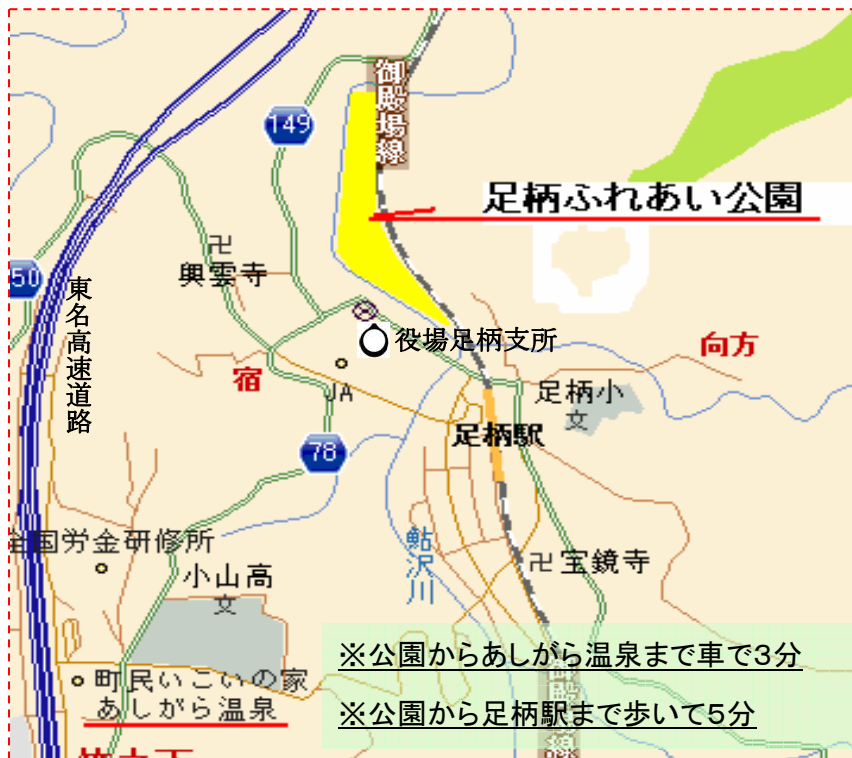 御殿場線
149
足柄ふれあい公園
卍
興雲寺
50
東名高速道路
役場足柄支所
向方
宿
JA
足柄小
文
足柄駅
78
鮎沢川
全国労金研修所
卍宝鏡寺
小山高
文
※公園からあしがら温泉まで車で3分
町民いこいの家
あしがら温泉
※公園から足柄駅まで歩いて5分
御殿場線
竹之下